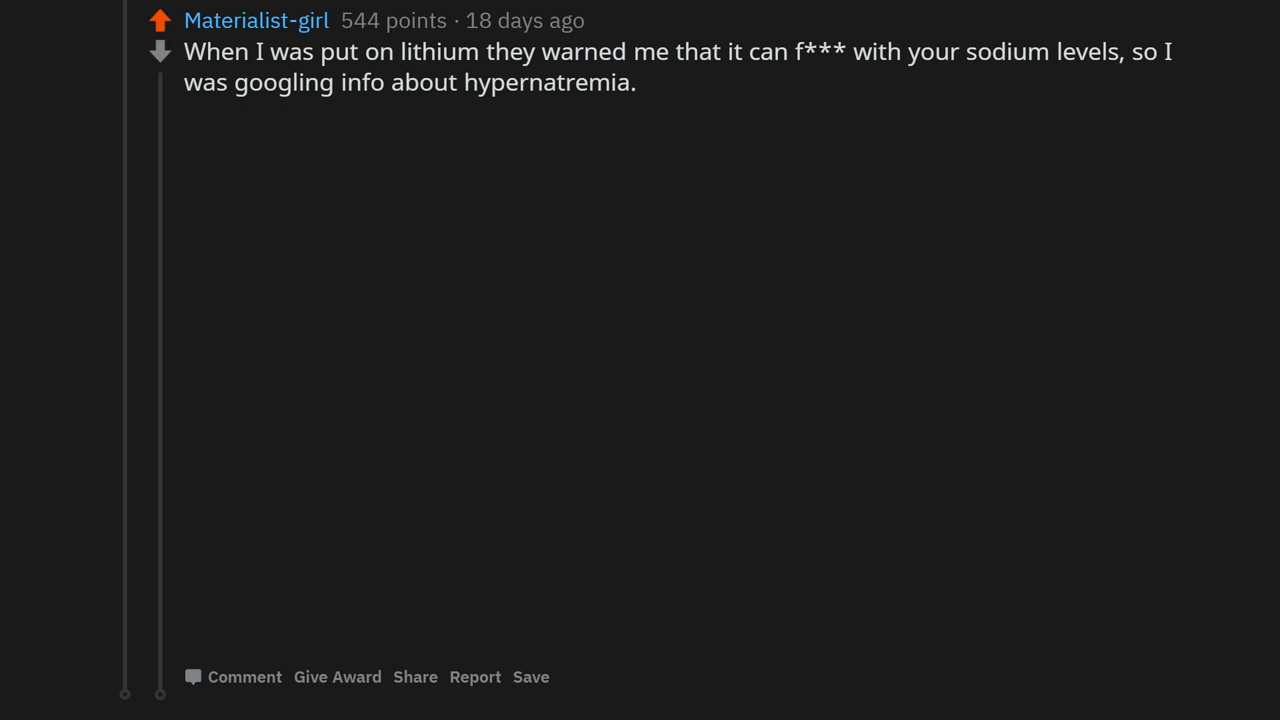 Materialist-girl 544 points · 18 days ago
When I was put on lithium they warned me that it can f*** with your sodium levels, so I
was googling info about hypernatremia.
Comment Give Award Share Report Save